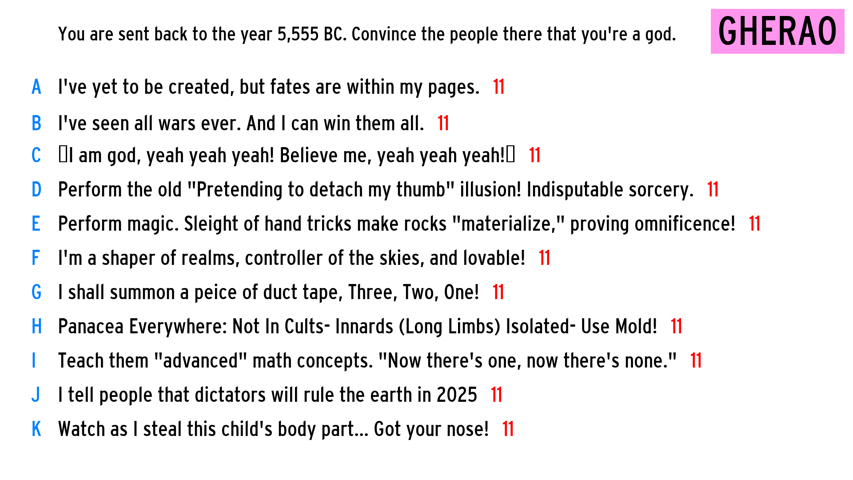 You are sent back to the year 5,555 BC. Convince the people there that you're a god.
GHERAO
A I've yet to be created, but fates are within my pages. 11
B I've seen all wars ever. And I can win them all. 11
C ▯I am god, yeah yeah yeah! Believe me, yeah yeah yeah!▯ 11
D Perform the old "Pretending to detach my thumb" illusion! Indisputable sorcery. 11
E Perform magic. Sleight of hand tricks make rocks "materialize," proving omnificence! 11
F I'm a shaper of realms, controller of the skies, and lovable! 11
G I shall summon a peice of duct tape, Three, Two, One! 11
H Panacea Everywhere: Not In Cults- Innards (Long Limbs) Isolated- Use Mold! 11
I Teach them "advanced" math concepts. "Now there's one, now there's none." 11
J I tell people that dictators will rule the earth in 2025 11
K Watch as I steal this child's body part... Got your nose! 11